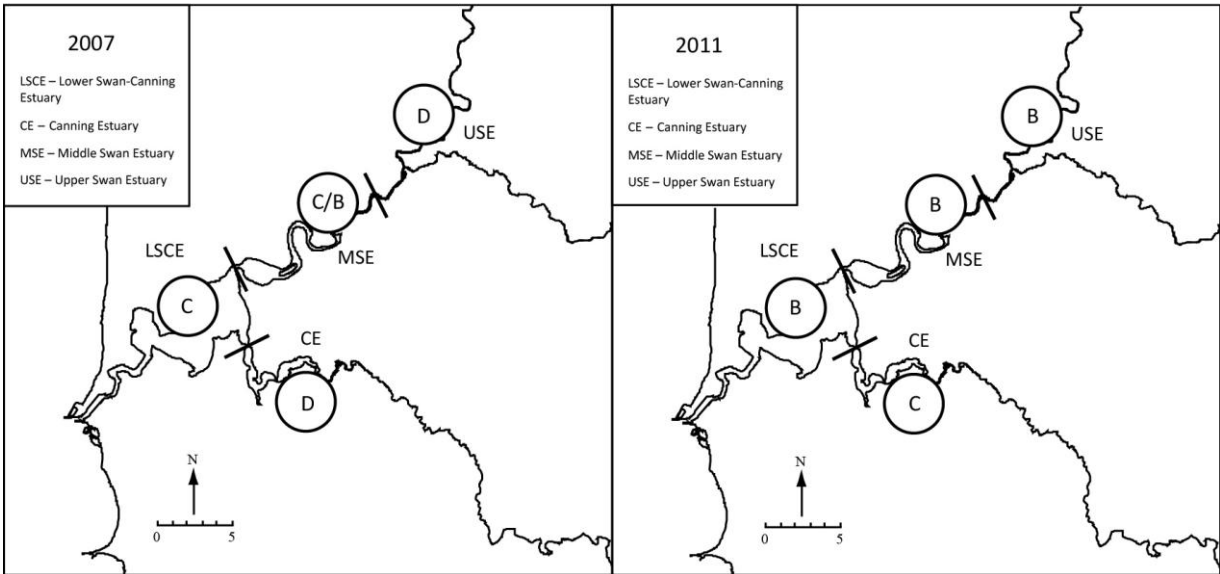 2007
LSCE – Lower Swan-Canning
Estuary
CE – Canning Estuary
MSE – Middle Swan Estuary
USE – Upper Swan Estuary
D
USE
C/B
MSE
LSCE
C
CE
D
N
0 5
2011
LSCE – Lower Swan-Canning
Estuary
CE – Canning Estuary
MSE – Middle Swan Estuary
USE – Upper Swan Estuary
B
USE
B
MSE
LSCE
B
CE
C
N
0 5